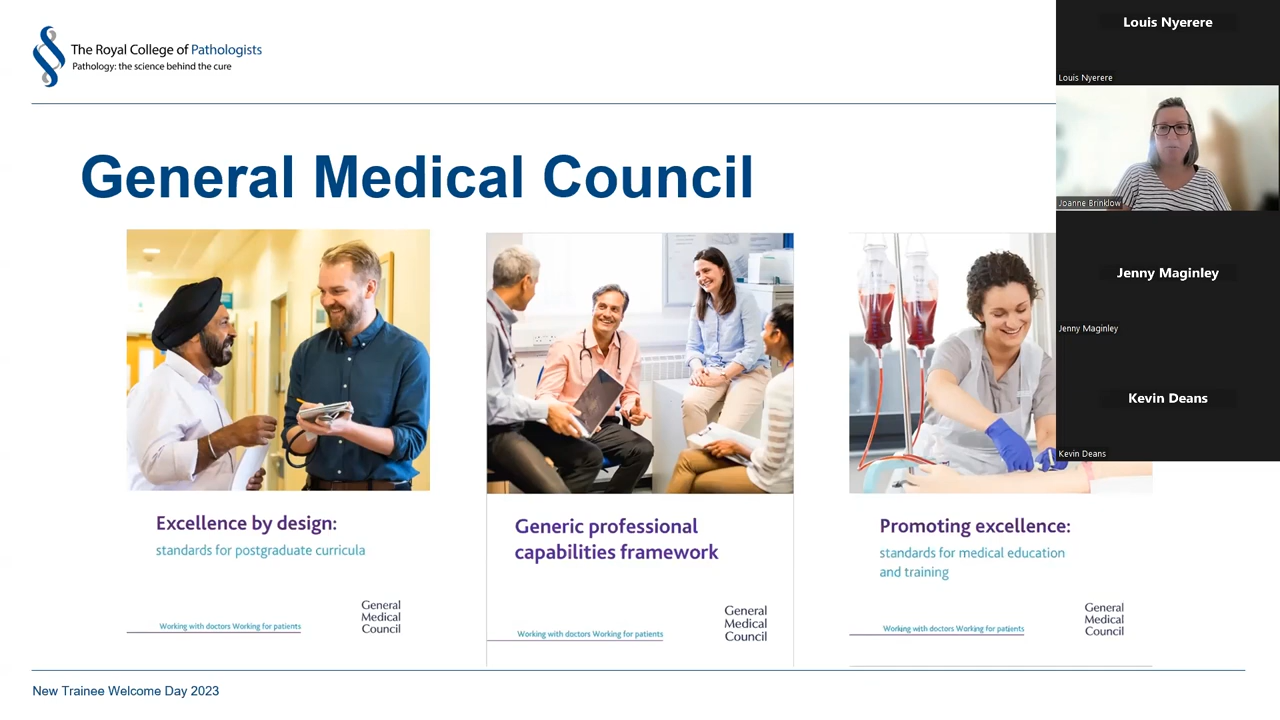 The Royal College of Pathologists
Pathology: the science behind the cure
General Medical Council
Excellence by design:
standards for postgraduate curricula
Working with doctors Working for patients
General
Medical
Council
Generic professional
capabilities framework
Working with doctors Working for patients
General
Medical
Council
Promoting excellence:
standards for medical education
and training
Working with doctors Working for patients
General
Medical
Council
New Trainee Welcome Day 2023
Louis Nyerere
Louis Nyerere
Joanne Brinklow
Jenny Maginley
Jenny Maginley
Kevin Deans
Kevin Deans